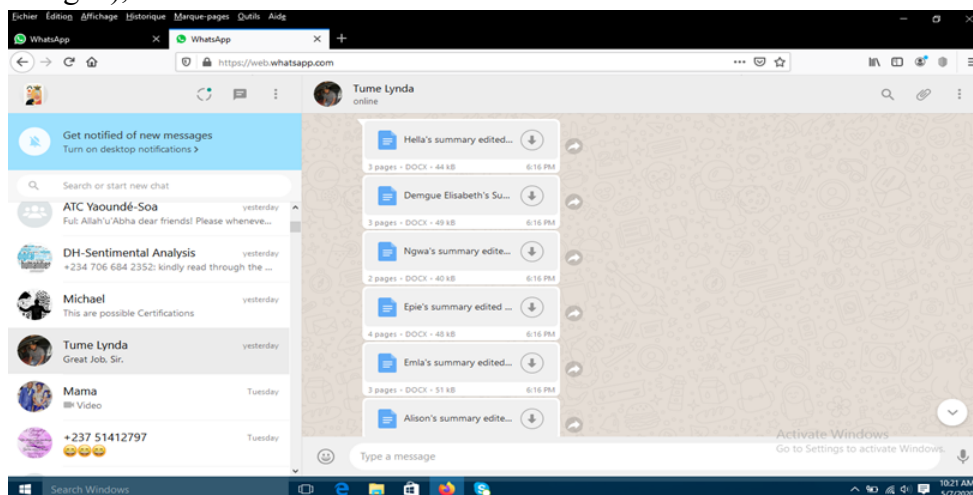 Fichier Édition Affichage Historique Marque-pages Outils Aide
WhatsApp
WhatsApp
https://web.whatsapp.com
Tume Lynda
online
Get notified of new messages
Turn on desktop notifications >
Search or start new chat
ATC Yaoundé-Soa yesterday
Ful: Allah'u'Abha dear friends! Please wheneve...
DH-Sentimental Analysis yesterday
+234 706 684 2352: kindly read through the ...
Michael yesterday
This are possible Certifications
Tume Lynda yesterday
Great Job, Sir.
Mama Tuesday
Video
+237 51412797 Tuesday
Hella's summary edited...
3 pages • DOCX • 44 kB 6:16 PM
Demgue Elisabeth's Su...
3 pages • DOCX • 49 kB 6:16 PM
Ngwa's summary edite...
2 pages • DOCX • 40 kB 6:16 PM
Epie's summary edited ...
4 pages • DOCX • 48 kB 6:16 PM
Emla's summary edited...
3 pages • DOCX • 51 kB 6:16 PM
Alison's summary edite...
Type a message
Activate Windows
Go to Settings to activate Windows.
Search Windows
10:21 AM